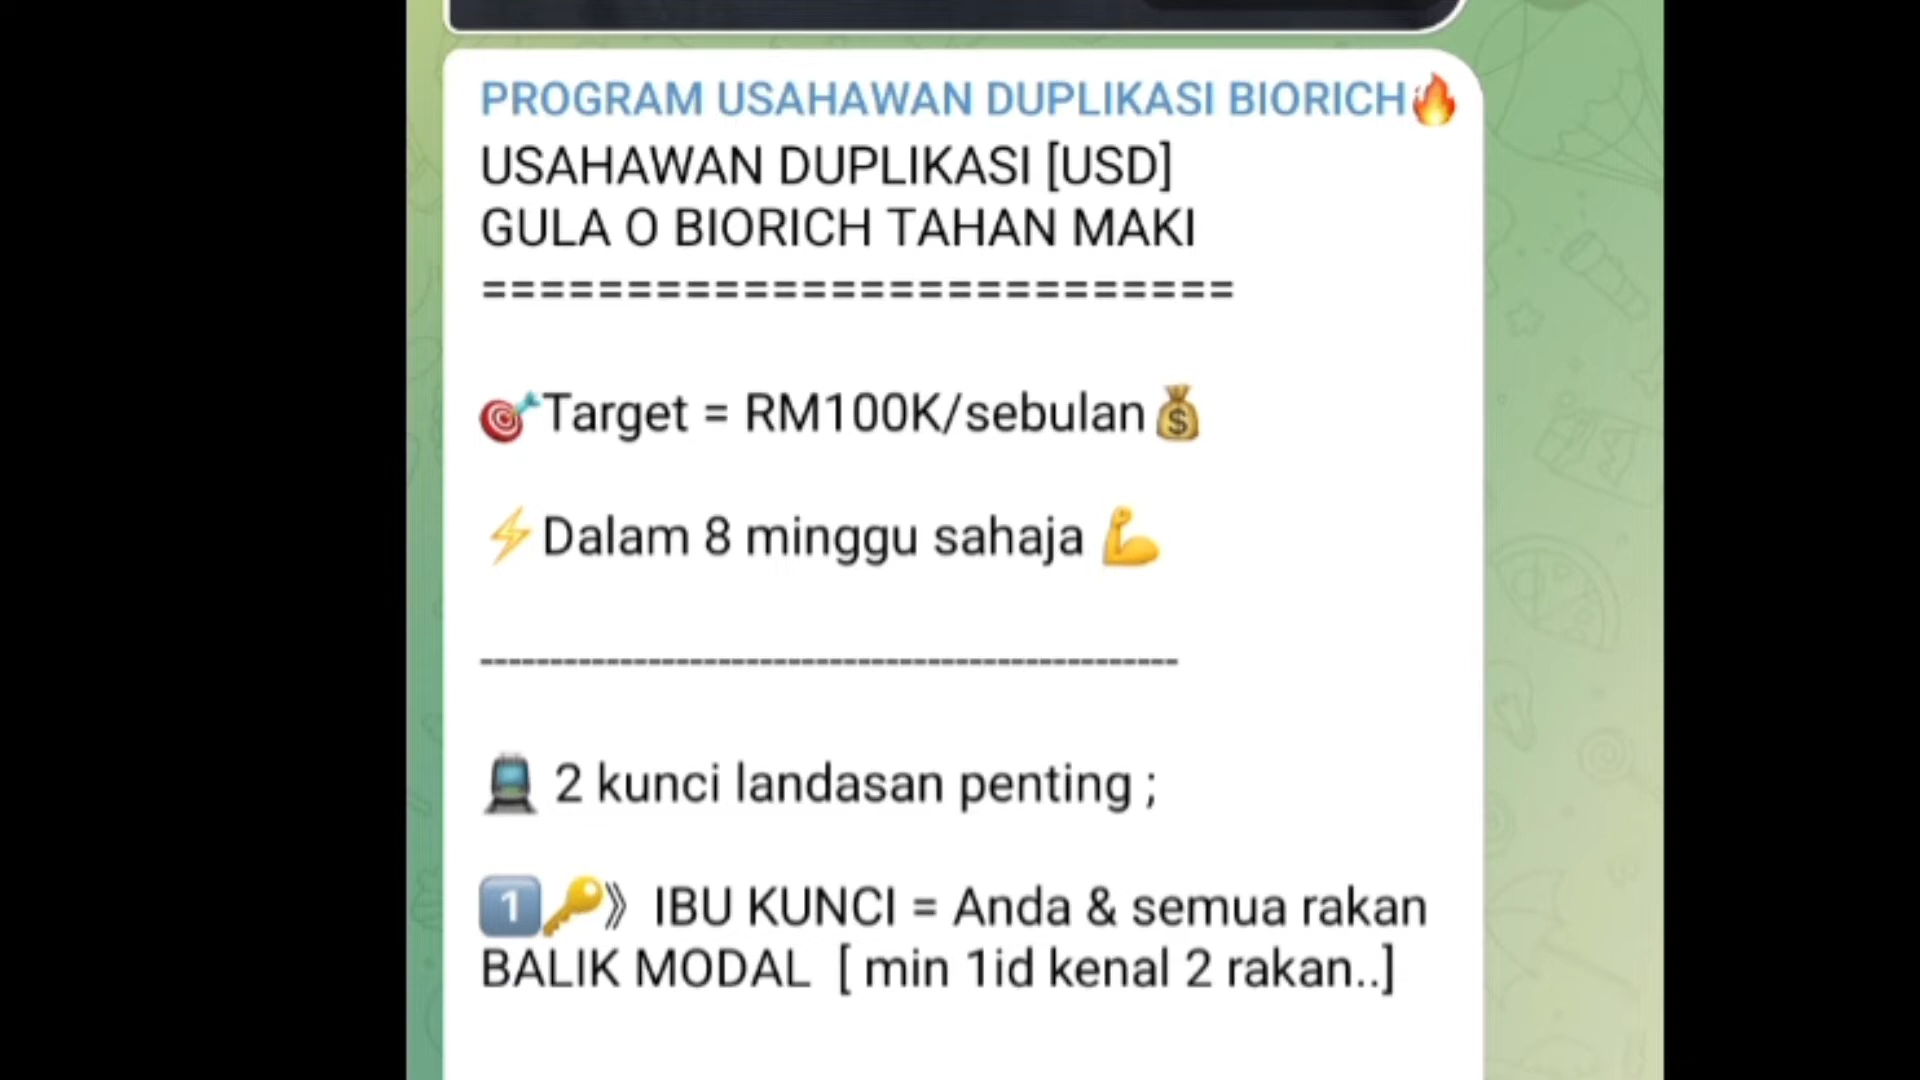 PROGRAM USAHAWAN DUPLIKASI BIORICH🔥
USAHAWAN DUPLIKASI [USD]
GULA O BIORICH TAHAN MAKI
==========================
🎯Target = RM100K/sebulan💰
⚡Dalam 8 minggu sahaja 💪
--------------------------------------------------
🚆 2 kunci landasan penting ;
1️⃣🔑》 IBU KUNCI = Anda & semua rakan
BALIK MODAL [ min 1id kenal 2 rakan..]